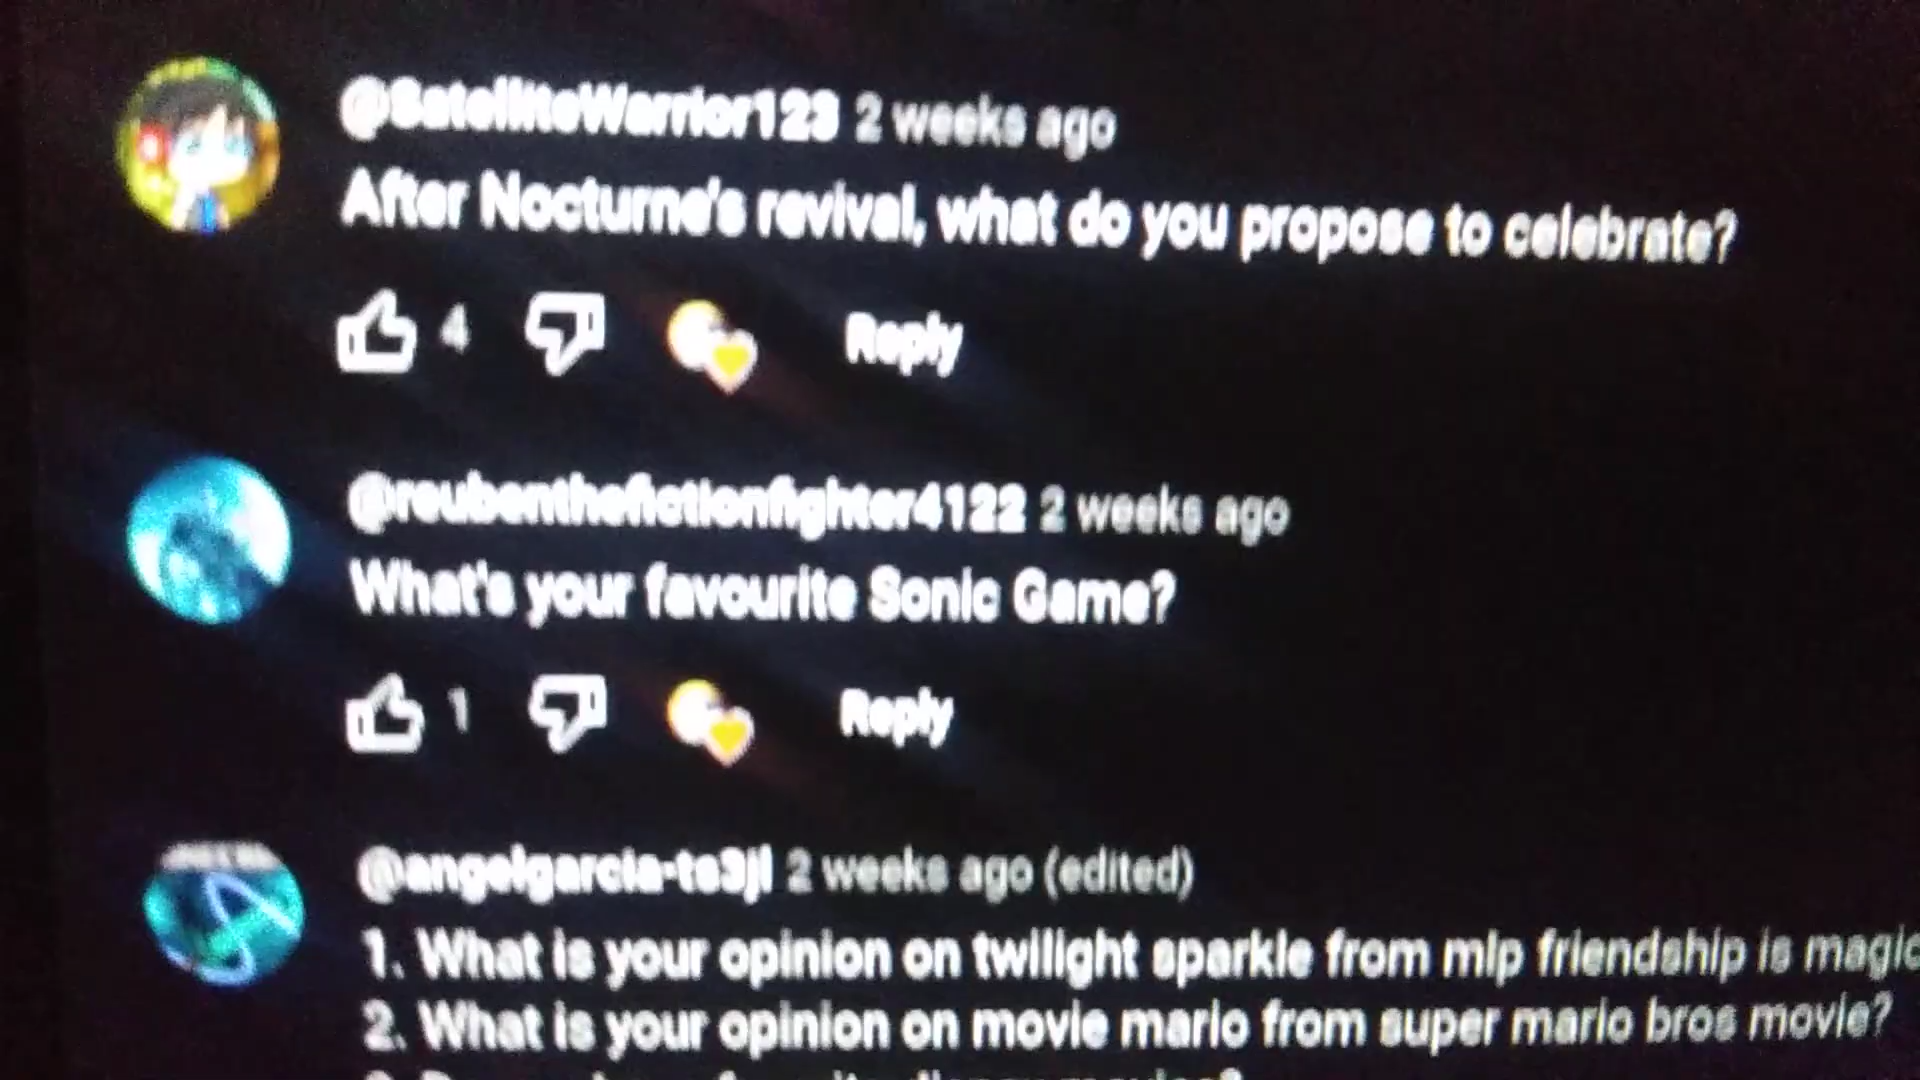 @SatelliteWarrior123 2 weeks ago
After Nocturne's revival, what do you propose to celebrate?
4 Reply
@reubenthefictionfighter4122 2 weeks ago
What's your favourite Sonic Game?
1 Reply
@angelgarcia-ts3jl 2 weeks ago (edited)
1. What is your opinion on twilight sparkle from mlp friendship is magic
2. What is your opinion on movie mario from super mario bros movie?